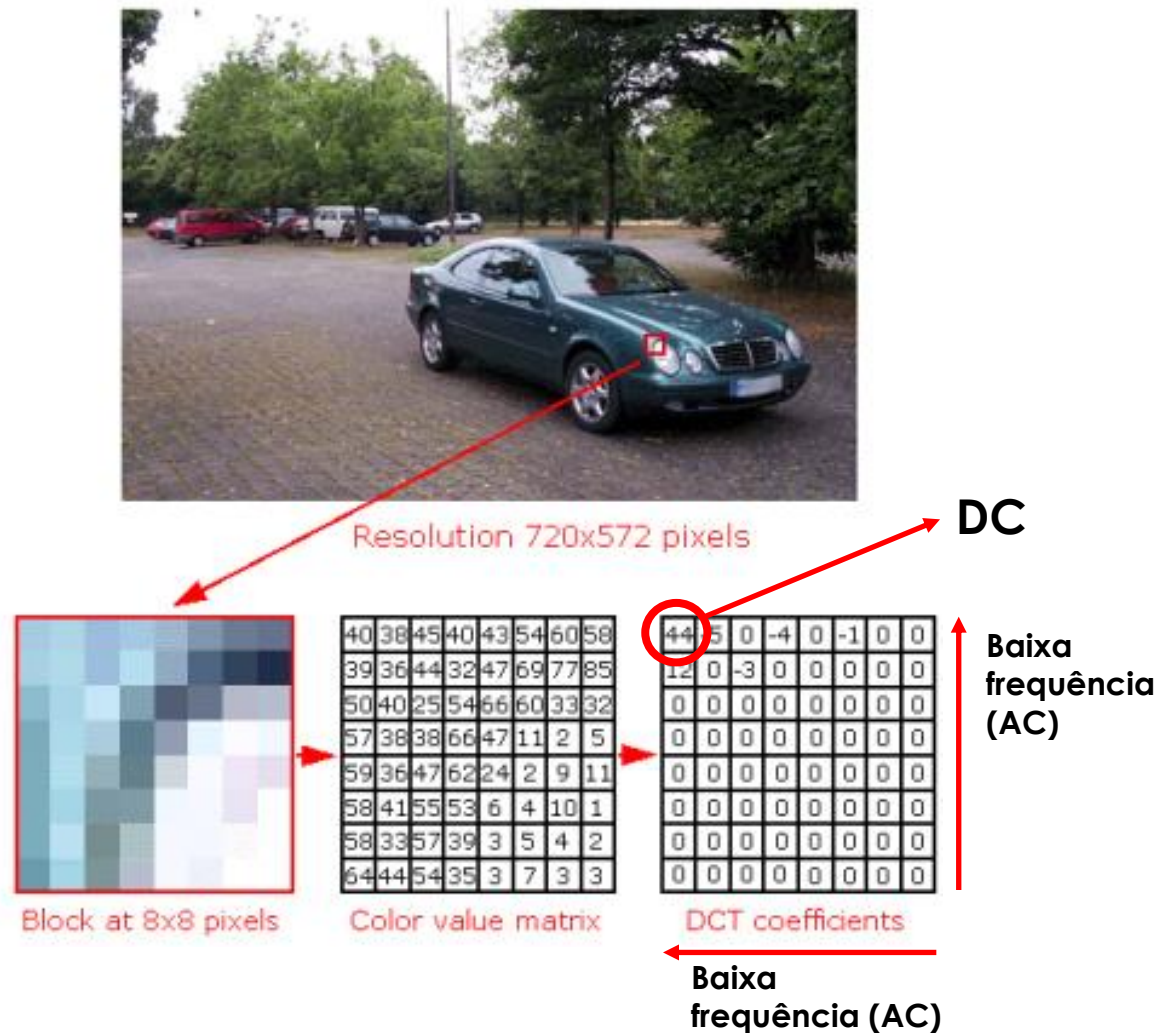 Resolution 720x572 pixels
DC
40 38 45 40 43 54 60 58
39 36 44 32 47 69 77 85
50 40 25 54 66 60 33 32
57 38 38 66 47 11 2 5
59 36 47 62 24 2 9 11
58 41 55 53 6 4 10 1
58 33 57 39 3 5 4 2
64 44 54 35 3 7 3 3
44 -5 0 -4 0 -1 0 0
12 0 -3 0 0 0 0 0
0 0 0 0 0 0 0 0
0 0 0 0 0 0 0 0
0 0 0 0 0 0 0 0
0 0 0 0 0 0 0 0
0 0 0 0 0 0 0 0
0 0 0 0 0 0 0 0
Baixa
frequência
(AC)
Block at 8x8 pixels
Color value matrix
DCT coefficients
Baixa
frequência (AC)